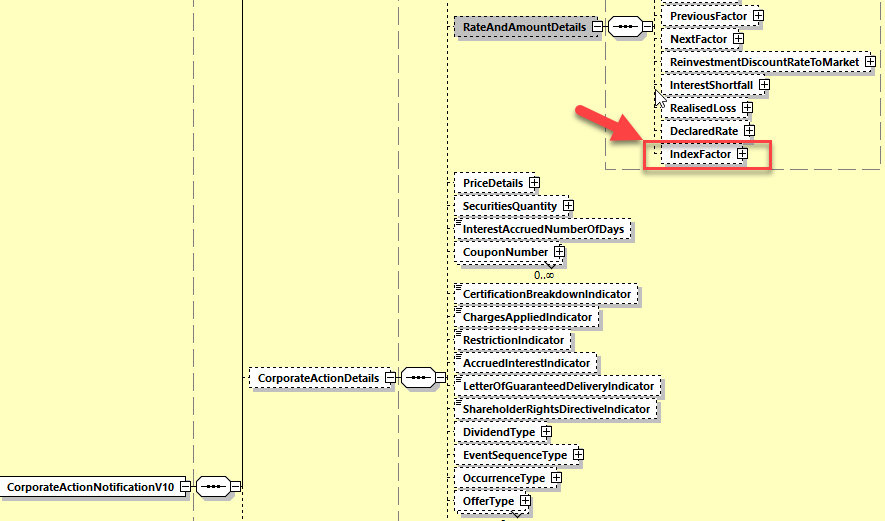 PreviousFactor
RateAndAmountDetails
NextFactor
ReinvestmentDiscountRateToMarket
InterestShortfall
RealisedLoss
DeclaredRate
IndexFactor
PriceDetails
SecuritiesQuantity
InterestAccruedNumberOfDays
CouponNumber
0..∞
CertificationBreakdownIndicator
ChargesAppliedIndicator
RestrictionIndicator
AccruedInterestIndicator
CorporateActionDetails
LetterOfGuaranteedDeliveryIndicator
ShareholderRightsDirectiveIndicator
DividendType
EventSequenceType
OccurrenceType
CorporateActionNotificationV10
OfferType